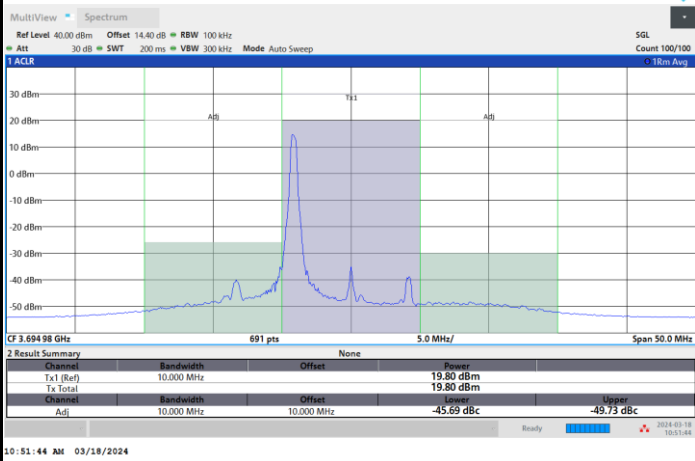 MultiView Spectrum
Ref Level 40.00 dBm Offset 14.40 dB RBW 100 kHz SGL
Att 30 dB SWT 200 ms VBW 300 kHz Mode Auto Sweep Count 100/100
1 ACLR 1Rm Avg
30 dBm
Tx1
20 dBm
Adj Adj
10 dBm
0 dBm
-10 dBm
-20 dBm
-30 dBm
-40 dBm
-50 dBm
CF 3.694 98 GHz 691 pts 5.0 MHz/ Span 50.0 MHz
2 Result Summary None
Channel Bandwidth Offset Power
Tx1 (Ref) 10.000 MHz 19.80 dBm
Tx Total 19.80 dBm
Channel Bandwidth Offset Lower Upper
Adj 10.000 MHz 10.000 MHz -45.69 dBc -49.73 dBc
Ready 2024-03-18
10:51:44
10:51:44 AM 03/18/2024